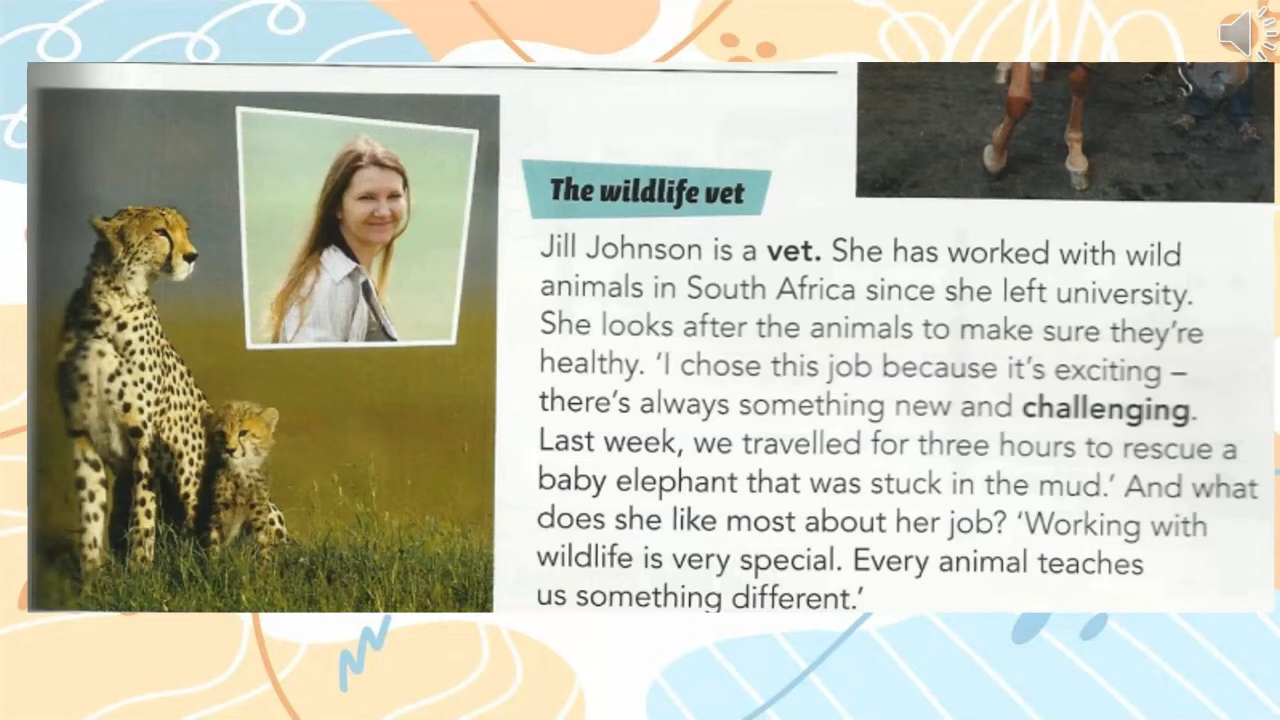 The wildlife vet
Jill Johnson is a vet. She has worked with wild
animals in South Africa since she left university.
She looks after the animals to make sure they're
healthy. 'I chose this job because it's exciting –
there's always something new and challenging.
Last week, we travelled for three hours to rescue a
baby elephant that was stuck in the mud.' And what
does she like most about her job? 'Working with
wildlife is very special. Every animal teaches
us something different.'